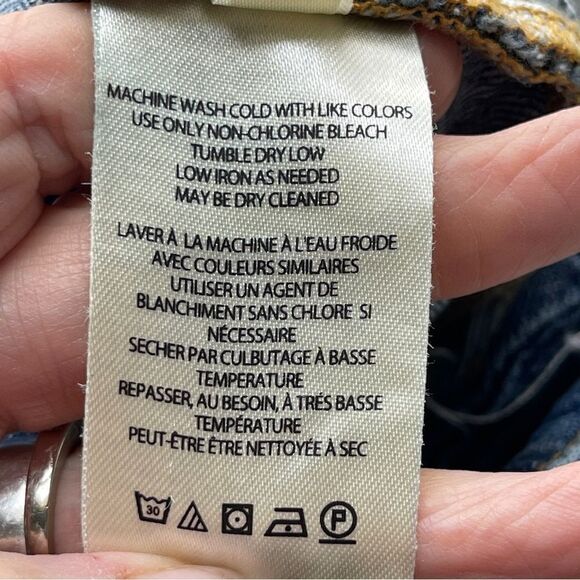 MACHINE WASH COLD WITH LIKE COLORS
USE ONLY NON-CHLORINE BLEACH
TUMBLE DRY LOW
LOW IRON AS NEEDED
MAY BE DRY CLEANED
LAVER À LA MACHINE À L'EAU FROIDE
AVEC COULEURS SIMILAIRES
UTILISER UN AGENT DE
BLANCHIMENT SANS CHLORE SI
NÉCESSAIRE
SECHER PAR CULBUTAGE À BASSE
TEMPERATURE
REPASSER, AU BESOIN, À TRÉS BASSE
TEMPÉRATURE
PEUT-ÊTRE ÊTRE NETTOYÉE À SEC
30 P